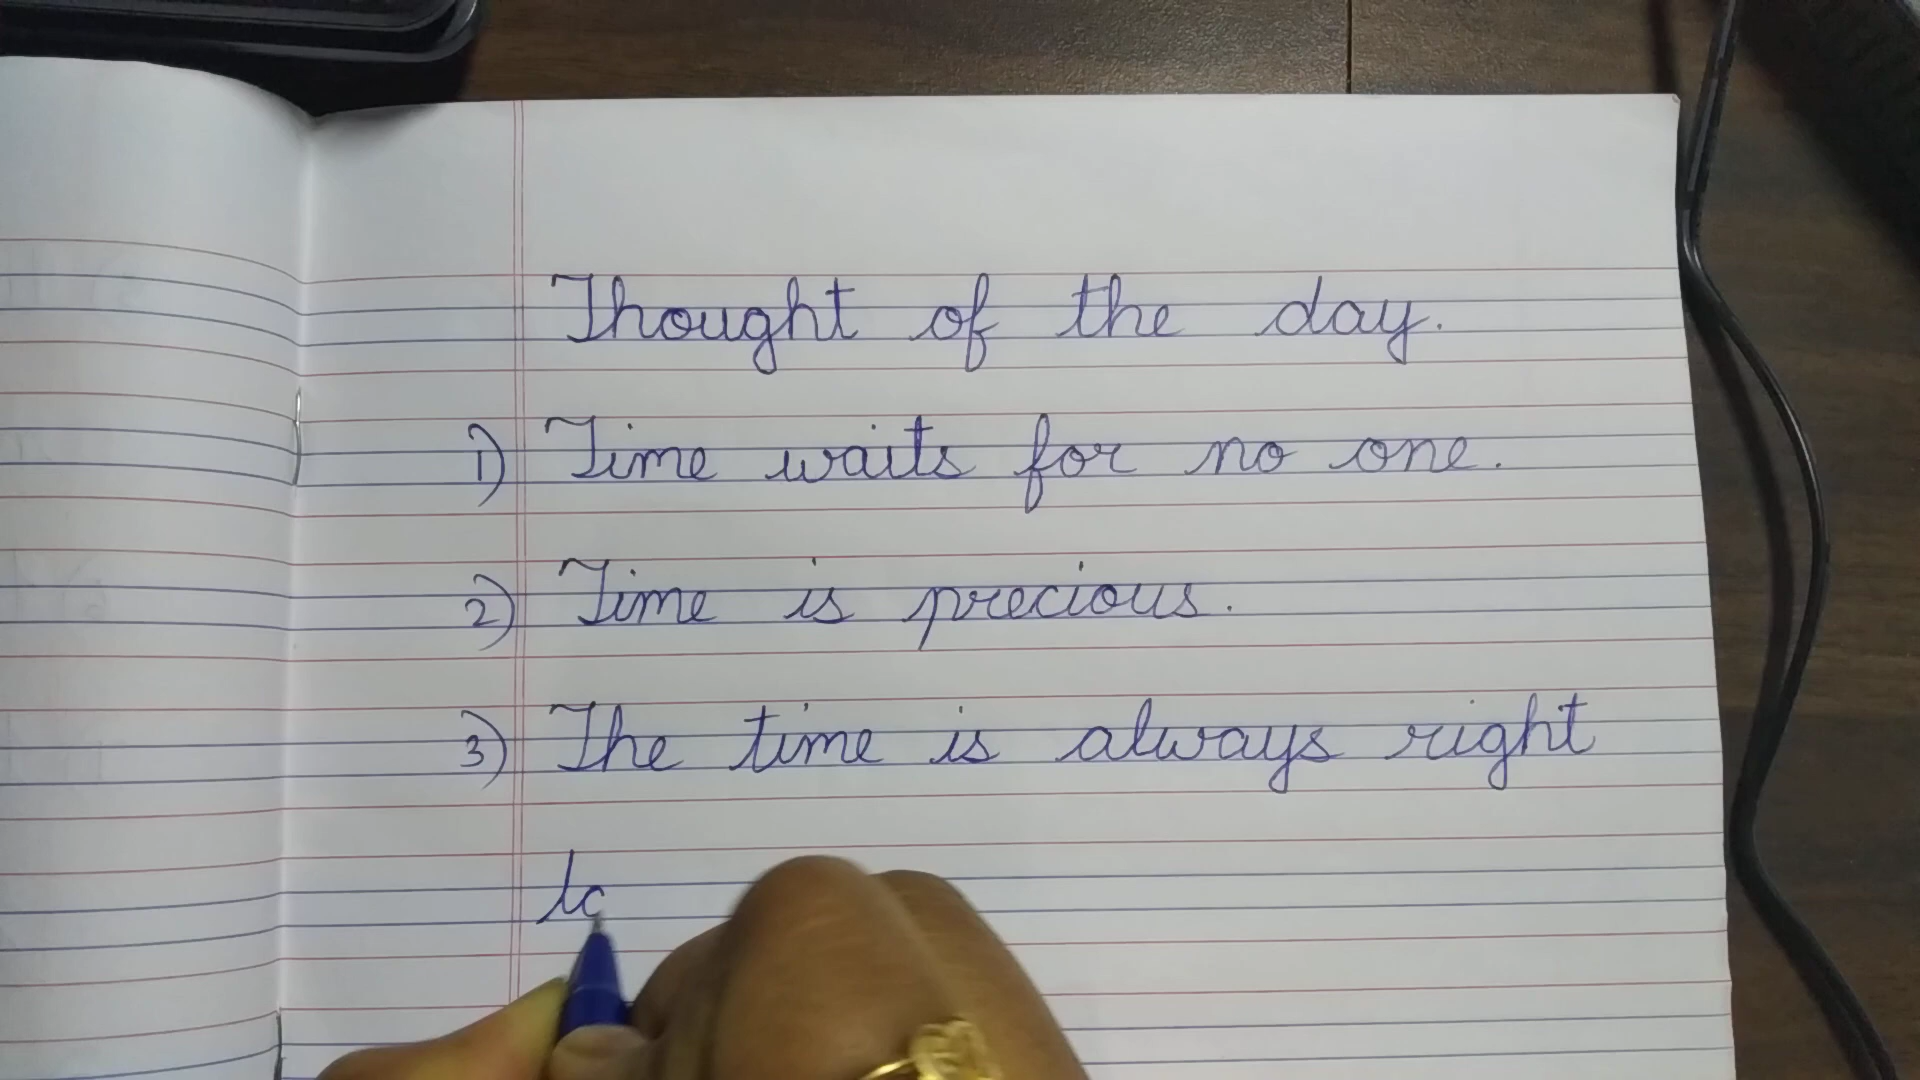 Thought of the day.
1) Time waits for no one.
2) Time is precious.
3) The time is always right